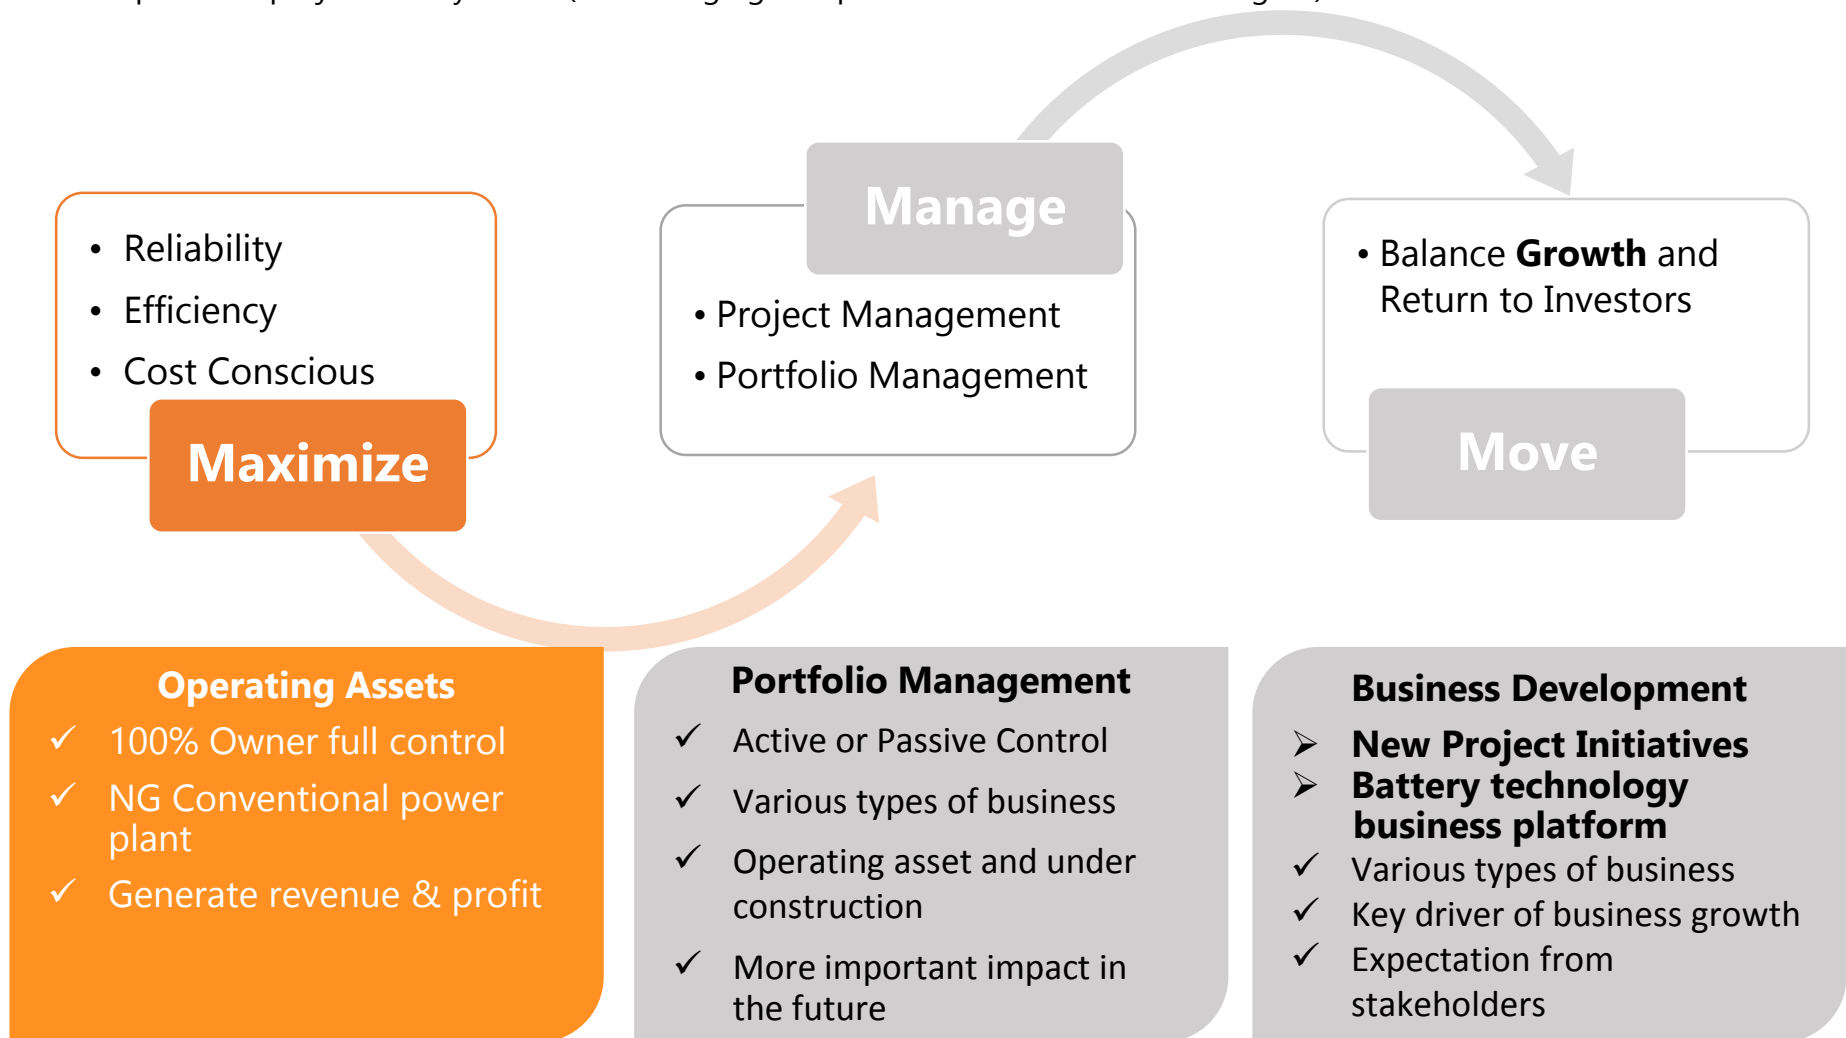 • Reliability
• Efficiency
• Cost Conscious
Maximize
Manage
• Project Management
• Portfolio Management
• Balance Growth and
Return to Investors
Move
Operating Assets
✓ 100% Owner full control
✓ NG Conventional power
plant
✓ Generate revenue & profit
Portfolio Management
✓ Active or Passive Control
✓ Various types of business
✓ Operating asset and under
construction
✓ More important impact in
the future
Business Development
➢ New Project Initiatives
➢ Battery technology
business platform
✓ Various types of business
✓ Key driver of business growth
✓ Expectation from
stakeholders